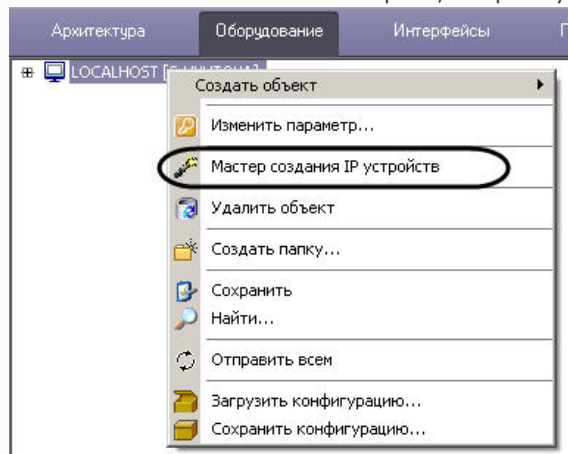 Архитектура Оборудование Интерфейсы
LOCALHOST
Создать объект
Изменить параметр...
Мастер создания IP устройств
Удалить объект
Создать папку...
Сохранить
Найти...
Отправить всем
Загрузить конфигурацию...
Сохранить конфигурацию...